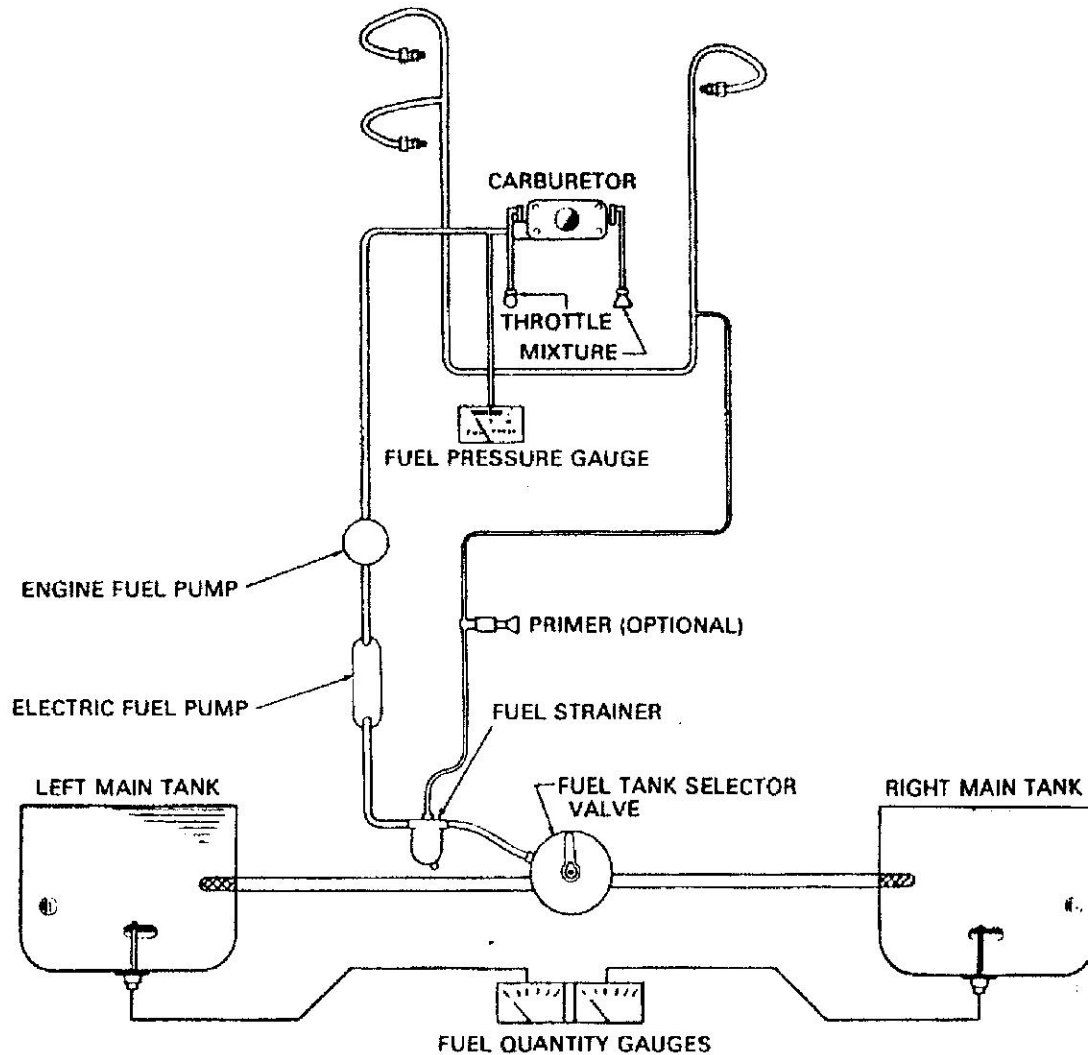 CARBURETOR
THROTTLE
MIXTURE
FUEL PRESSURE GAUGE
ENGINE FUEL PUMP
PRIMER (OPTIONAL)
ELECTRIC FUEL PUMP
FUEL STRAINER
LEFT MAIN TANK
FUEL TANK SELECTOR
VALVE
RIGHT MAIN TANK
FUEL QUANTITY GAUGES